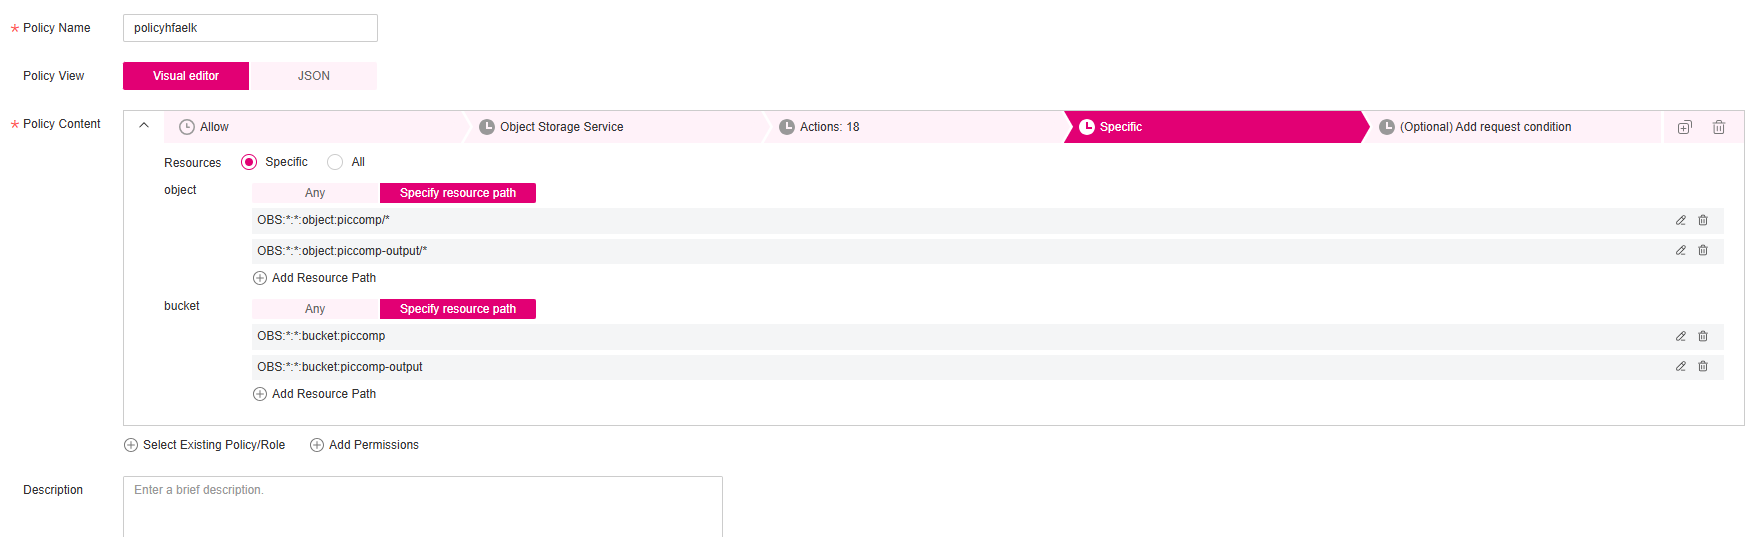 * Policy Name policyhfaelk
Policy View Visual editor JSON
* Policy Content Allow Object Storage Service Actions: 18 Specific (Optional) Add request condition
Resources Specific All
object Any Specify resource path
OBS:*:*:object:piccomp/*
OBS:*:*:object:piccomp-output/*
Add Resource Path
bucket Any Specify resource path
OBS:*:*:bucket:piccomp
OBS:*:*:bucket:piccomp-output
Add Resource Path
Select Existing Policy/Role Add Permissions
Description Enter a brief description.